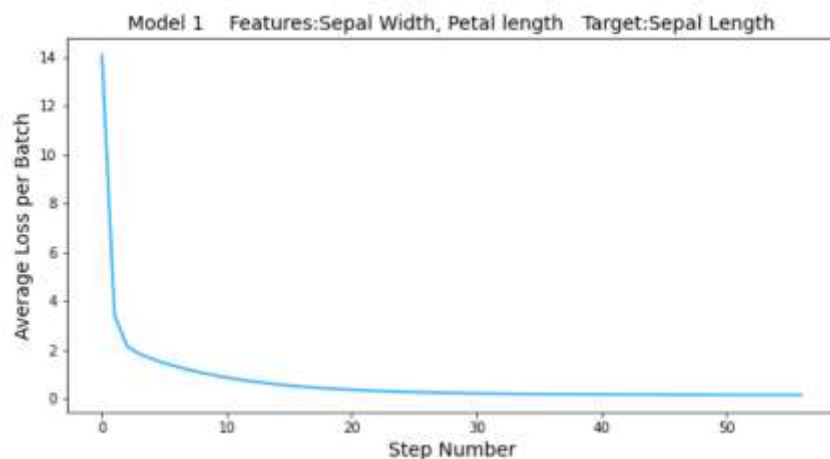 Model 1 Features:Sepal Width, Petal length Target:Sepal Length
Average Loss per Batch
14
12
10
8
6
4
2
0
0 10 20 30 40 50
Step Number